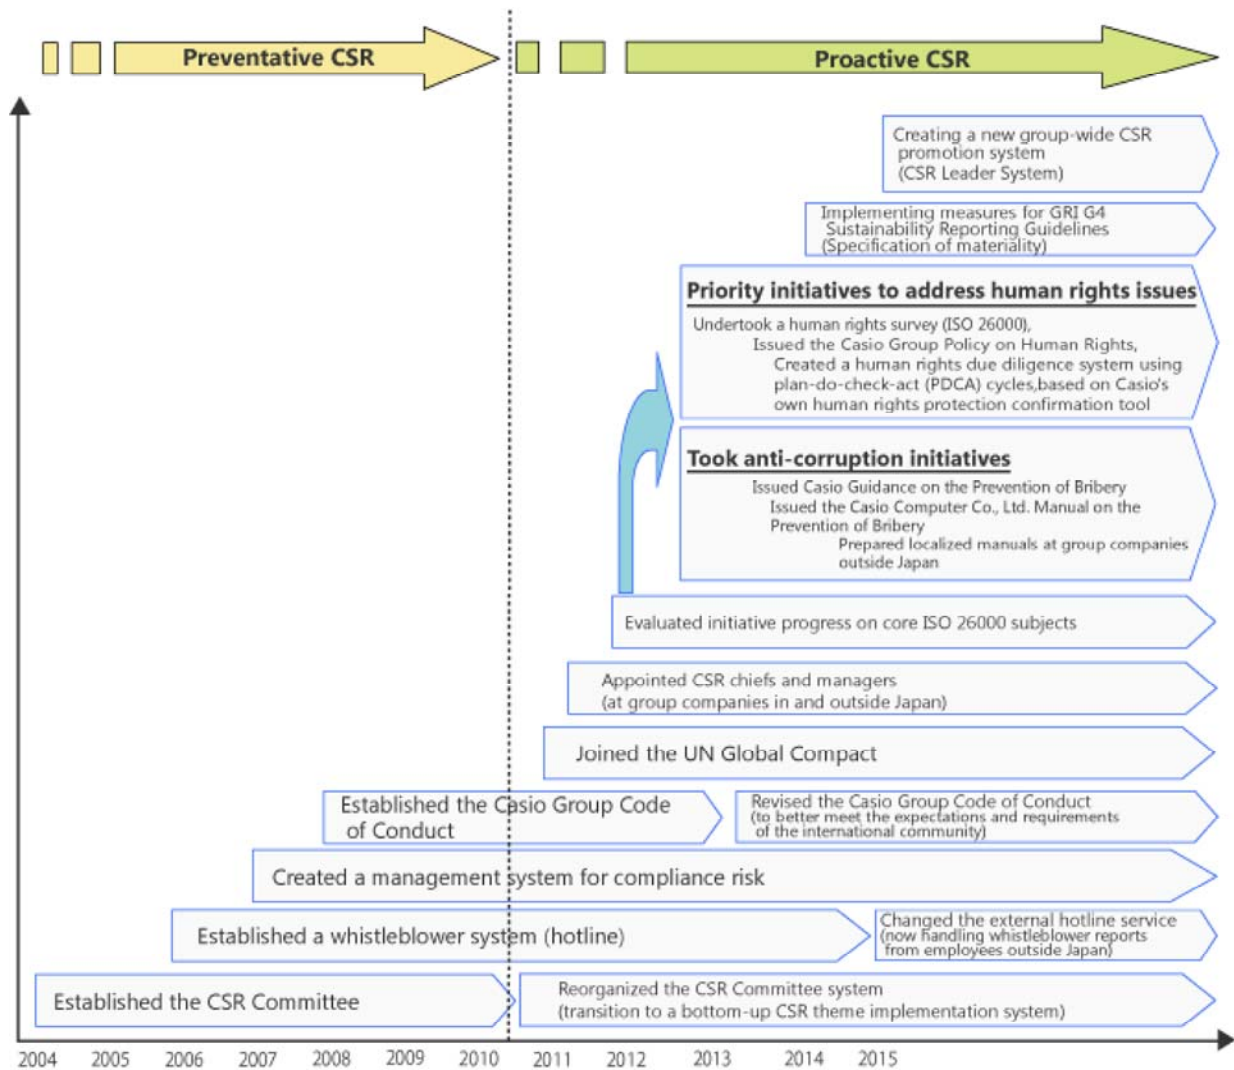 Preventative CSR
Proactive CSR
Creating a new group-wide CSR
promotion system
(CSR Leader System)
Implementing measures for GRI G4
Sustainability Reporting Guidelines
(Specification of materiality)
Priority initiatives to address human rights issues
Undertook a human rights survey (ISO 26000),
Issued the Casio Group Policy on Human Rights,
Created a human rights due diligence system using
plan-do-check-act (PDCA) cycles,based on Casio's
own human rights protection confirmation tool
Took anti-corruption initiatives
Issued Casio Guidance on the Prevention of Bribery
Issued the Casio Computer Co., Ltd. Manual on the
Prevention of Bribery
Prepared localized manuals at group companies
outside Japan
Evaluated initiative progress on core ISO 26000 subjects
Appointed CSR chiefs and managers
(at group companies in and outside Japan)
Joined the UN Global Compact
Established the Casio Group Code
of Conduct
Revised the Casio Group Code of Conduct
(to better meet the expectations and requirements
of the international community)
Created a management system for compliance risk
Established a whistleblower system (hotline)
Changed the external hotline service
(now handling whistleblower reports
from employees outside Japan)
Established the CSR Committee
Reorganized the CSR Committee system
(transition to a bottom-up CSR theme implementation system)
2004 2005 2006 2007 2008 2009 2010 2011 2012 2013 2014 2015